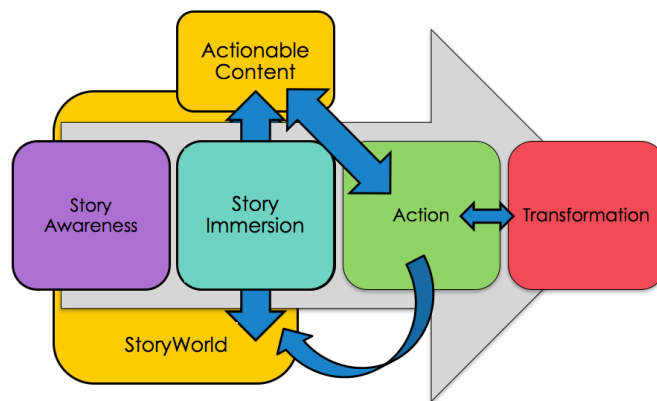 Actionable
Content
Story
Awareness
Story
Immersion
Action
Transformation
StoryWorld